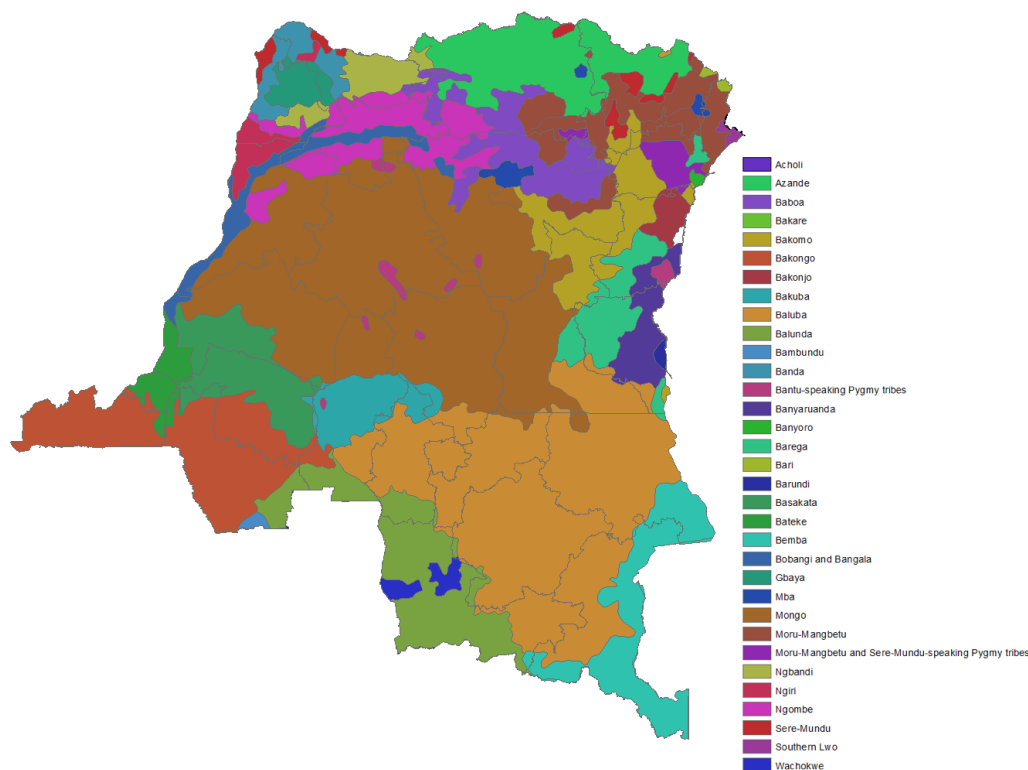 Acholi
Azande
Baboa
Bakare
Bakomo
Bakongo
Bakonjo
Bakuba
Baluba
Balunda
Bambundu
Banda
Bantu-speaking Pygmy tribes
Banyaruanda
Banyoro
Barega
Bari
Barundi
Basakata
Bateke
Bemba
Bobangi and Bangala
Gbaya
Mba
Mongo
Moru-Mangbetu
Moru-Mangbetu and Sere-Mundu-speaking Pygmy tribes
Ngbandi
Ngiri
Ngombe
Sere-Mundu
Southern Lwo
Wachokwe